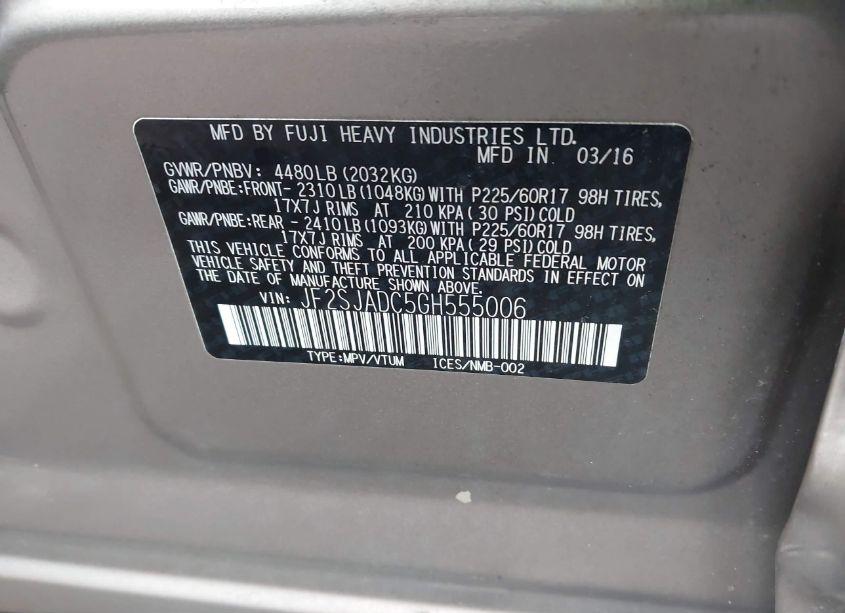 MFD BY FUJI HEAVY INDUSTRIES LTD.
MFD IN 03/16
GVWR/PNBV: 4480LB(2032KG)
GAWR/PNBE:FRONT- 2310LB(1048KG)WITH P225/60R17 98H TIRES,
17X7J RIMS AT 210 KPA(30 PSI)COLD
GAWR/PNBE:REAR - 2410LB(1093KG)WITH P225/60R17 98H TIRES,
17X7J RIMS AT 200 KPA(29 PSI)COLD
THIS VEHICLE CONFORMS TO ALL APPLICABLE FEDERAL MOTOR
VEHICLE SAFETY AND THEFT PREVENTION STANDARDS IN EFFECT ON
THE DATE OF MANUFACTURE SHOWN ABOVE.
VIN: JF2SJADC5GH555006
TYPE:MPV/VTUM ICES/NMB-002